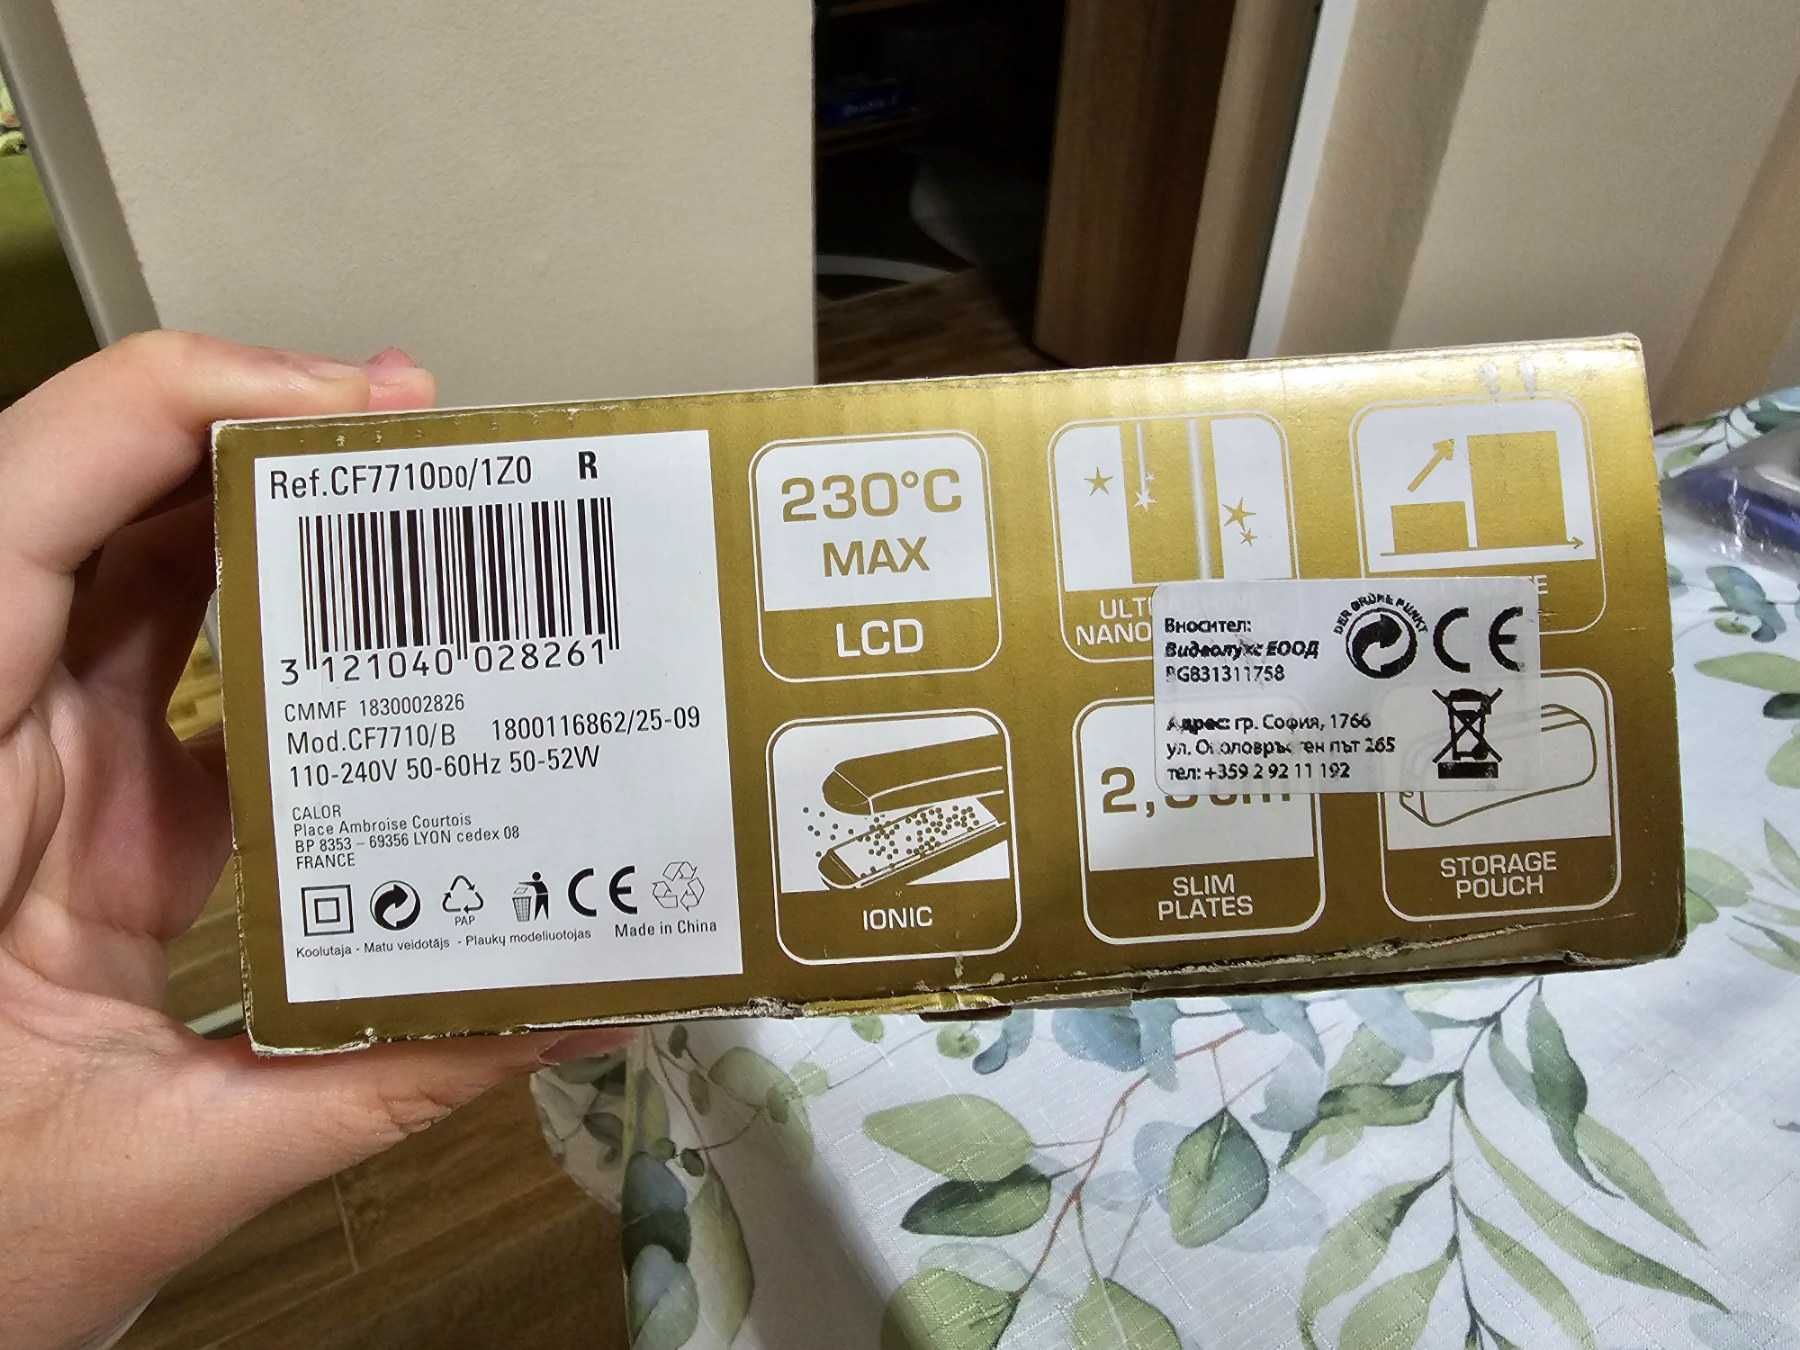 Ref.CF7710D0/1Z0 R
3 121040 028261
CMMF 1830002826
Mod.CF7710/B 1800116862/25-09
110-240V 50-60Hz 50-52W
CALOR
Place Ambroise Courtois
BP 8353 – 69356 LYON cedex 08
FRANCE
PAP
CE
Made in China
Koolutaja - Matu veidotājs - Plaukų modeliuotojas
230°C
MAX
LCD
IONIC
NANO
SLIM
PLATES
STORAGE
POUCH
Вносител:
Видеолукс ЕООД
BG831311758
Адрес: гр. София, 1766
ул. Околовръстен път 265
тел: +359 2 92 11 192
DER GRÜNE PUNKT
CE